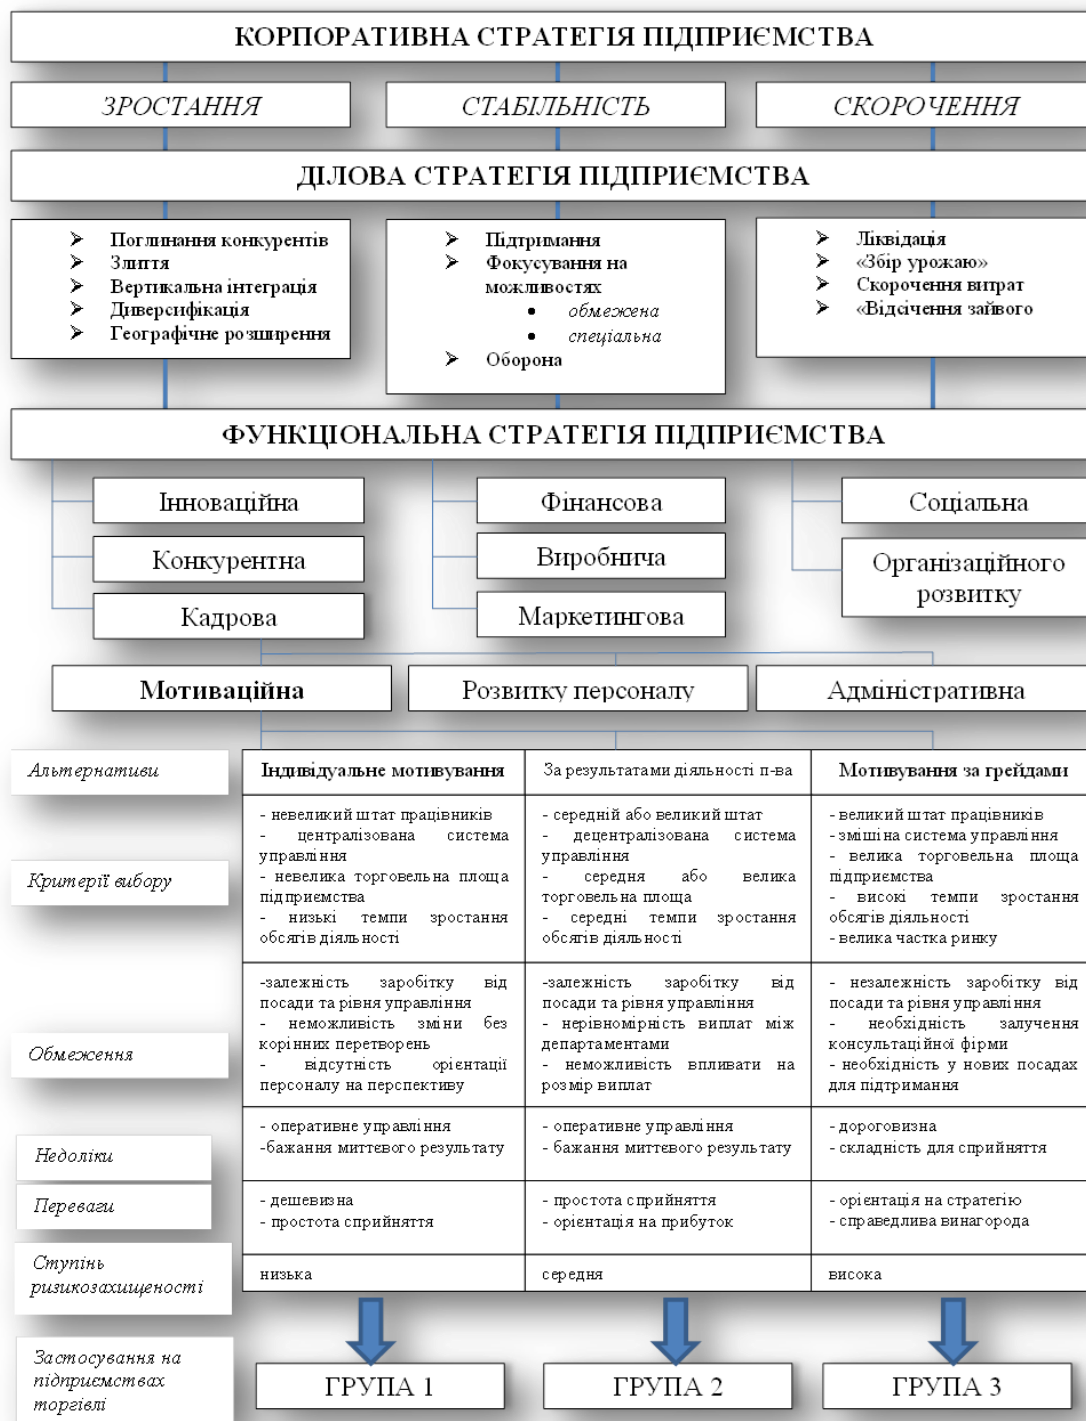 КОРПОРАТИВНА СТРАТЕГІЯ ПІДПРИЄМСТВА
ЗРОСТАННЯ
СТАБІЛЬНІСТЬ
СКОРОЧЕННЯ
ДІЛОВА СТРАТЕГІЯ ПІДПРИЄМСТВА
➢ Поглинання конкурентів
➢ Злиття
➢ Вертикальна інтеграція
➢ Диверсифікація
➢ Географічне розширення
➢ Підтримання
➢ Фокусування на
можливостях
• обмежена
• спеціальна
➢ Оборона
➢ Ліквідація
➢ «Збір урожаю»
➢ Скорочення витрат
➢ «Відсічення зайвого
ФУНКЦІОНАЛЬНА СТРАТЕГІЯ ПІДПРИЄМСТВА
Інноваційна
Конкурентна
Кадрова
Фінансова
Виробнича
Маркетингова
Соціальна
Організаційного
розвитку
Мотиваційна
Розвитку персоналу
Адміністративна
Альтернативи
Індивідуальне мотивування
За результатами діяльності п-ва
Мотивування за грейдами
Критерії вибору
- невеликий штат працівників
- централізована система
управління
- невелика торговельна площа
підприємства
- низькі темпи зростання
обсягів діяльності
- середній або великий штат
- децентралізована система
управління
- середня або велика
торговельна площа
- середні темпи зростання
обсягів діяльності
- великий штат працівників
- змішіна система управління
- велика торговельна площа
підприємства
- високі темпи зростання
обсягів діяльності
- велика частка ринку
Обмеження
-залежність заробітку від
посади та рівня управління
- неможливість зміни без
корінних перетворень
- відсутність орієнтації
персоналу на перспективу
-залежність заробітку від
посади та рівня управління
- нерівномірність виплат між
департаментами
- неможливість впливати на
розмір виплат
- незалежність заробітку від
посади та рівня управління
- необхідність залучення
консультаційної фірми
- необхідність у нових посадах
для підтримання
Недоліки
- оперативне управління
-бажання миттєвого результату
- оперативне управління
- бажання миттєвого результату
- дороговизна
- складність для сприйняття
Переваги
- дешевизна
- простота сприйняття
- простота сприйняття
- орієнтація на прибуток
- орієнтація на стратегію
- справедлива винагорода
Ступінь
ризикозахищеності
низька
середня
висока
Застосування на
підприємствах
торгівлі
ГРУПА 1
ГРУПА 2
ГРУПА 3